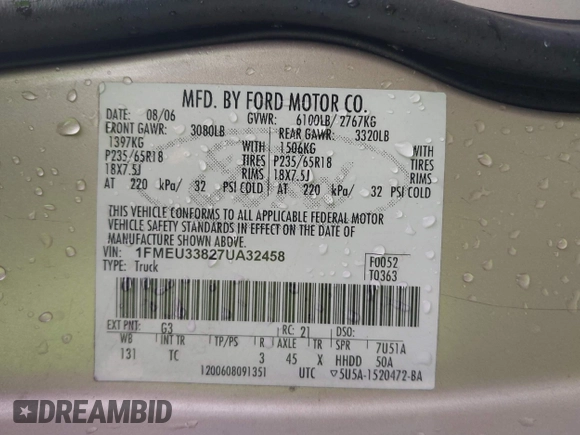 MFD. BY FORD MOTOR CO.
DATE: 08/06 GVWR: 6100LB/ 2767KG
FRONT GAWR: 3080LB REAR GAWR: 3320LB
1397KG WITH 1506KG WITH
P235/65R18 TIRES P235/65R18 TIRES
18X7.5J RIMS 18X7.5J RIMS
AT 220 kPa/ 32 PSI COLD AT 220 kPa/ 32 PSI COLD
THIS VEHICLE CONFORMS TO ALL APPLICABLE FEDERAL MOTOR
VEHICLE SAFETY STANDARDS IN EFFECT ON THE DATE OF
MANUFACTURE SHOWN ABOVE.
VIN: 1FMEU33827UA32458 F0052
TYPE: Truck T0363
EXT PNT: G3 RC: 21 DSO:
WB INT TR TP/PS R AXLE TR SPR 7U51A
131 TC 3 45 X HHDD 50A
1200608091351 UTC ▽5U5A-1520472-BA
DREAMBID